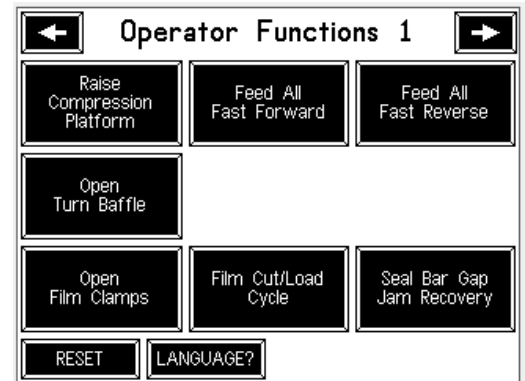 Operator Functions 1
Raise
Compression
Platform
Feed All
Fast Forward
Feed All
Fast Reverse
Open
Turn Baffle
Open
Film Clamps
Film Cut/Load
Cycle
Seal Bar Gap
Jam Recovery
RESET
LANGUAGE?